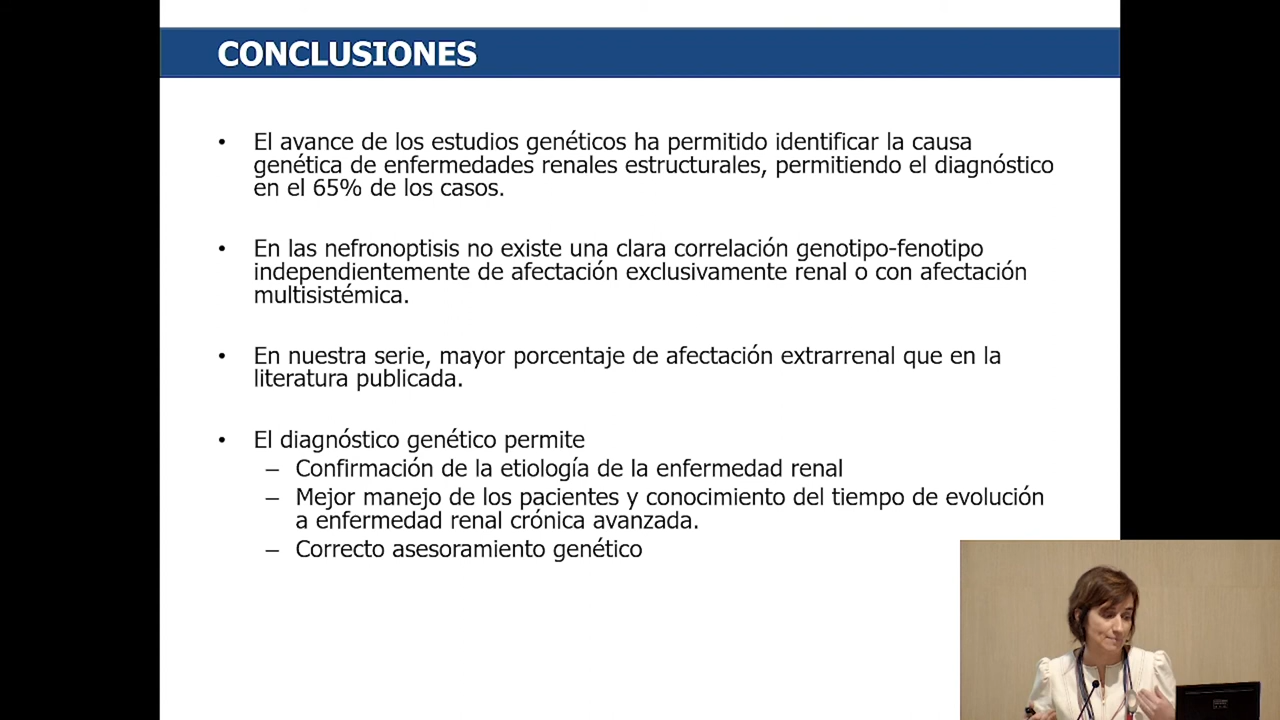 CONCLUSIONES
• El avance de los estudios genéticos ha permitido identificar la causa
genética de enfermedades renales estructurales, permitiendo el diagnóstico
en el 65% de los casos.
• En las nefronoptisis no existe una clara correlación genotipo-fenotipo
independientemente de afectación exclusivamente renal o con afectación
multisistémica.
• En nuestra serie, mayor porcentaje de afectación extrarrenal que en la
literatura publicada.
• El diagnóstico genético permite
– Confirmación de la etiología de la enfermedad renal
– Mejor manejo de los pacientes y conocimiento del tiempo de evolución
a enfermedad renal crónica avanzada.
– Correcto asesoramiento genético